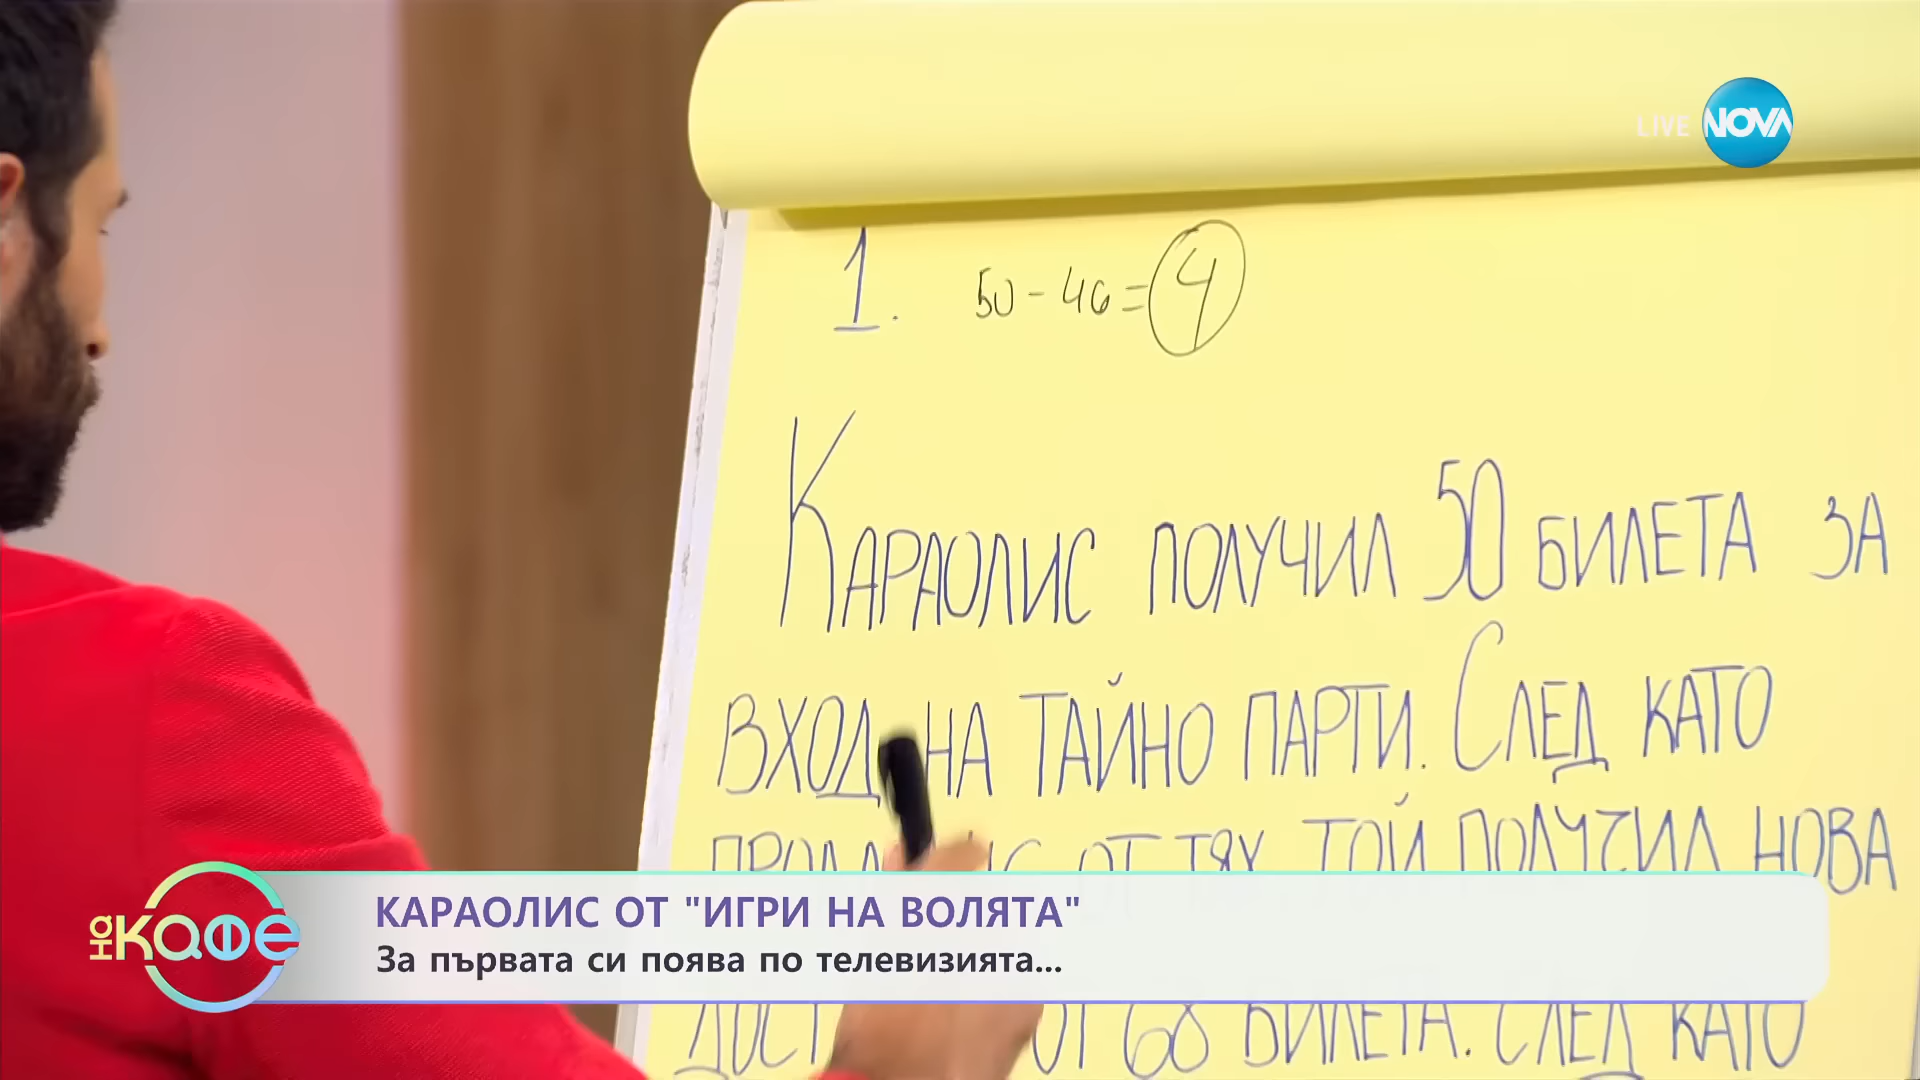 LIVE NOVA
1. 50 - 46 = 4
КАРАОЛИС ПОЛУЧИЛ 50 БИЛЕТА ЗА
ВХОД НА ТАЙНО ПАРТИ. СЛЕД КАТО
ОТ ТЯХ, ТОЙ ПОЛУЧИЛ НОВА
КАРАОЛИС ОТ "ИГРИ НА ВОЛЯТА"
на кафе
За първата си поява по телевизията...
ОТ 68 БИЛЕТА. СЛЕД КАТО